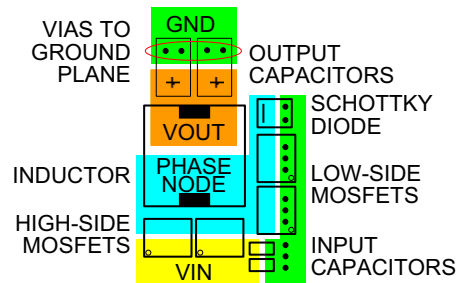 GND
VIAS TO
GROUND
PLANE
OUTPUT
CAPACITORS
VOUT
SCHOTTKY
DIODE
INDUCTOR
PHASE
NODE
LOW-SIDE
MOSFETS
HIGH-SIDE
MOSFETS
VIN
INPUT
CAPACITORS